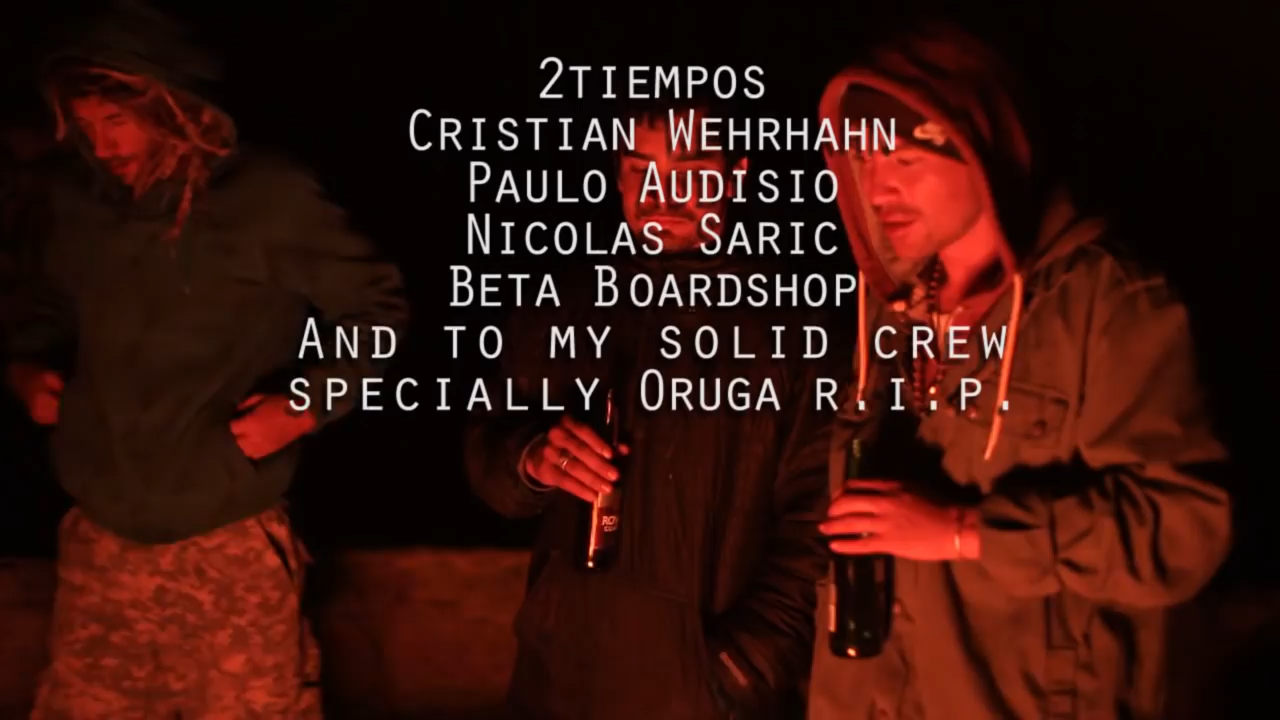 2TIEMPOS
CRISTIAN WEHRHAHN
PAULO AUDISIO
NICOLAS SARIC
BETA BOARDSHOP
AND TO MY SOLID CREW
SPECIALLY ORUGA R.I.P.